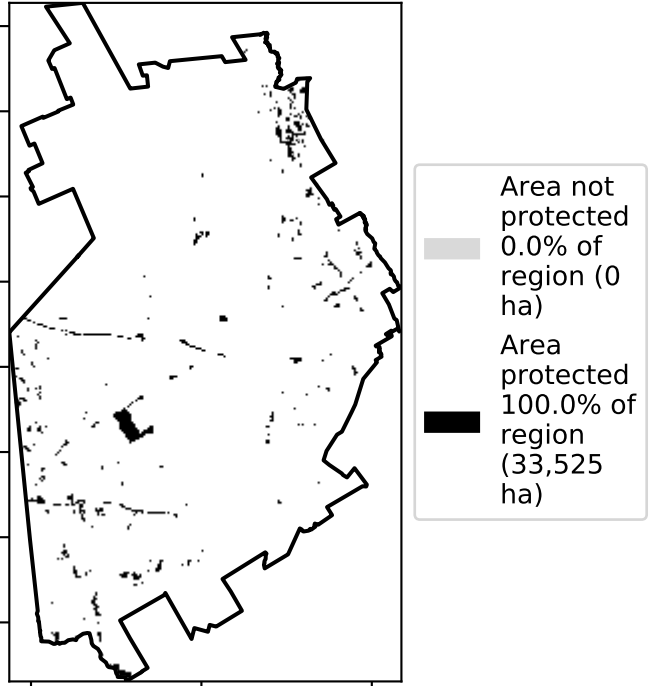 Area not
protected
0.0% of
region (0
ha)
Area
protected
100.0% of
region
(33,525
ha)